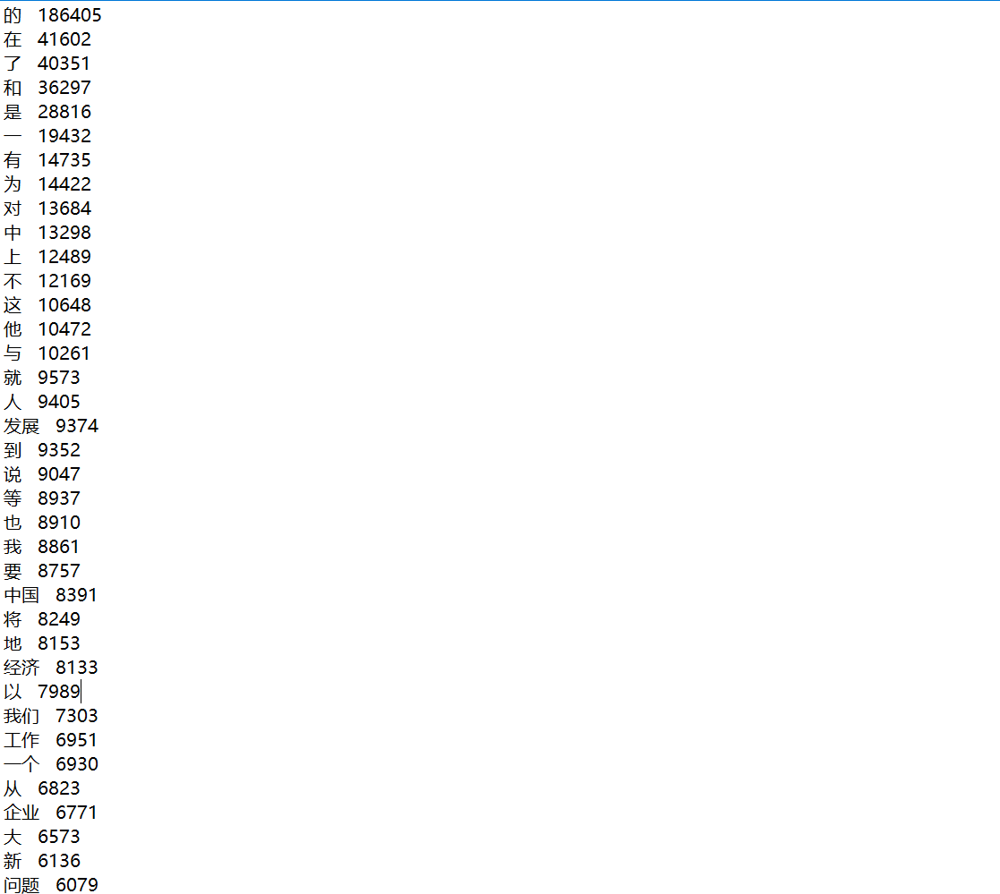 的 186405
在 41602
了 40351
和 36297
是 28816
一 19432
有 14735
为 14422
对 13684
中 13298
上 12489
不 12169
这 10648
他 10472
与 10261
就 9573
人 9405
发展 9374
到 9352
说 9047
等 8937
也 8910
我 8861
要 8757
中国 8391
将 8249
地 8153
经济 8133
以 7989
我们 7303
工作 6951
一个 6930
从 6823
企业 6771
大 6573
新 6136
问题 6079